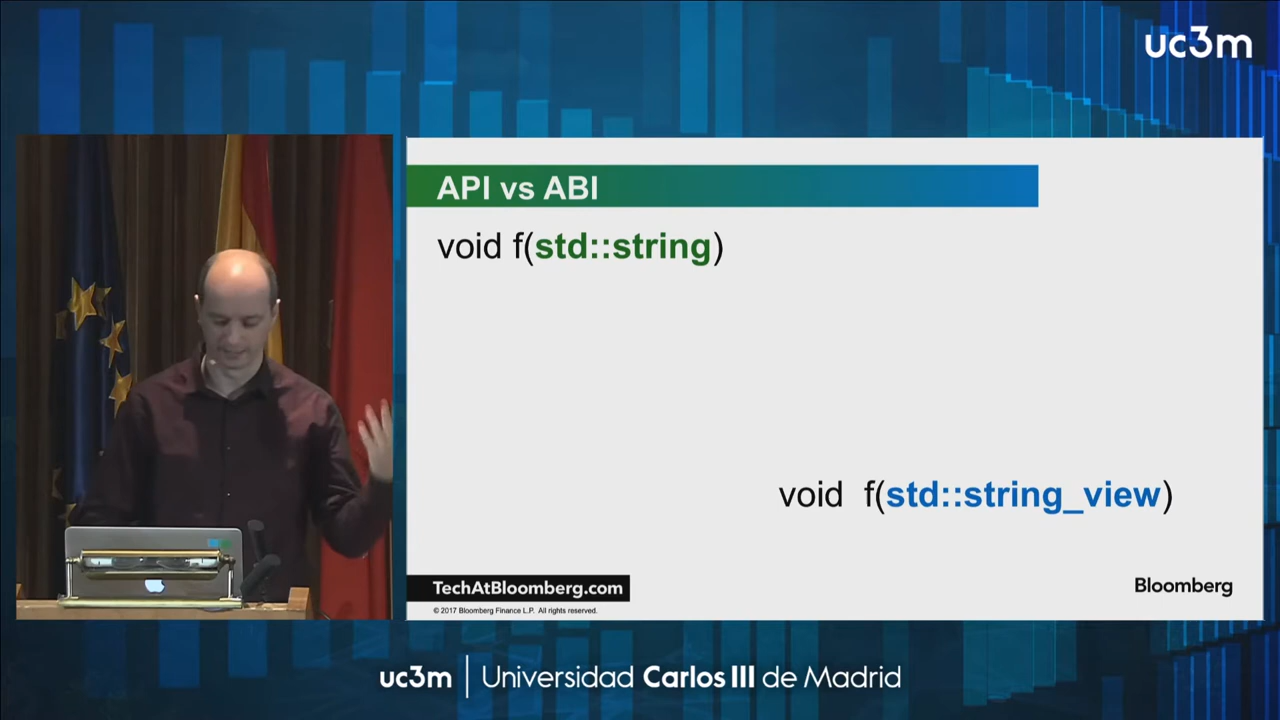 uc3m
API vs ABI
void f(std::string)
void f(std::string_view)
TechAtBloomberg.com
Bloomberg
© 2017 Bloomberg Finance L.P. All rights reserved.
uc3m | Universidad Carlos III de Madrid